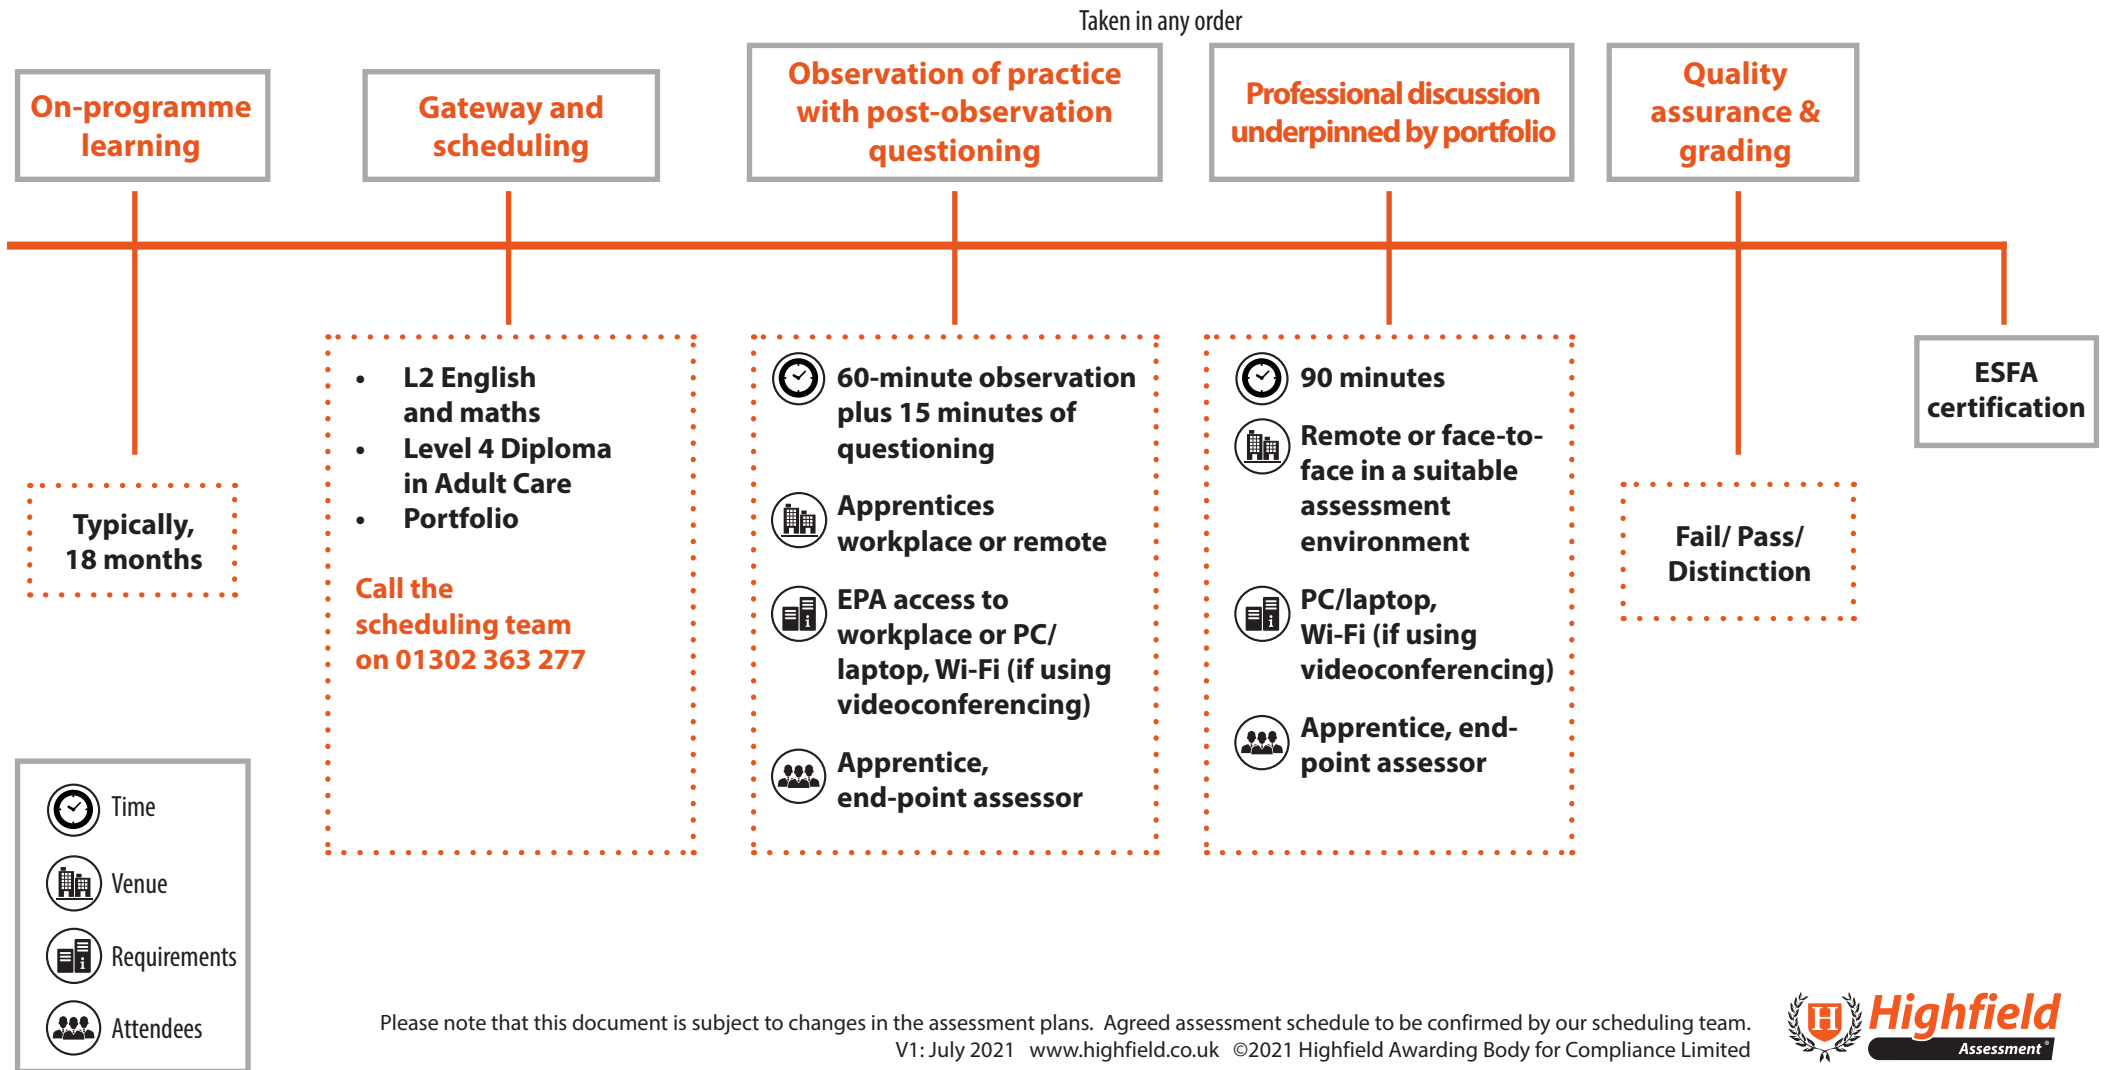 Taken in any order
On-programme
learning
Gateway and
scheduling
Observation of practice
with post-observation
questioning
Professional discussion
underpinned by portfolio
Quality
assurance &
grading
Typically,
18 months
• L2 English
and maths
• Level 4 Diploma
in Adult Care
• Portfolio
Call the
scheduling team
on 01302 363 277
60-minute observation
plus 15 minutes of
questioning
Apprentices
workplace or remote
EPA access to
workplace or PC/
laptop, Wi-Fi (if using
videoconferencing)
Apprentice,
end-point assessor
90 minutes
Remote or face-to-
face in a suitable
assessment
environment
PC/laptop,
Wi-Fi (if using
videoconferencing)
Apprentice, end-
point assessor
Fail/ Pass/
Distinction
ESFA
certification
Time
Venue
Requirements
Attendees
Please note that this document is subject to changes in the assessment plans. Agreed assessment schedule to be confirmed by our scheduling team.
V1: July 2021 www.highfield.co.uk ©2021 Highfield Awarding Body for Compliance Limited
H
Highfield
Assessment®